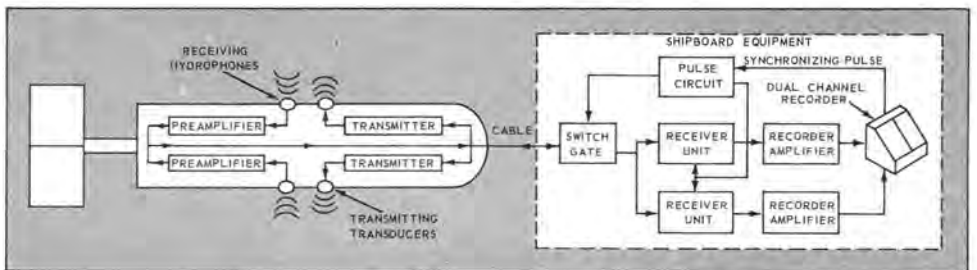 SHIPBOARD EQUIPMENT
RECEIVING
HYDROPHONES
PULSE
CIRCUIT
SYNCHRONIZING PULSE
DUAL CHANNEL
RECORDER
PREAMPLIFIER
TRANSMITTER
CABLE
SWITCH
GATE
RECEIVER
UNIT
RECORDER
AMPLIFIER
PREAMPLIFIER
TRANSMITTER
RECEIVER
UNIT
RECORDER
AMPLIFIER
TRANSMITTING
TRANSDUCERS